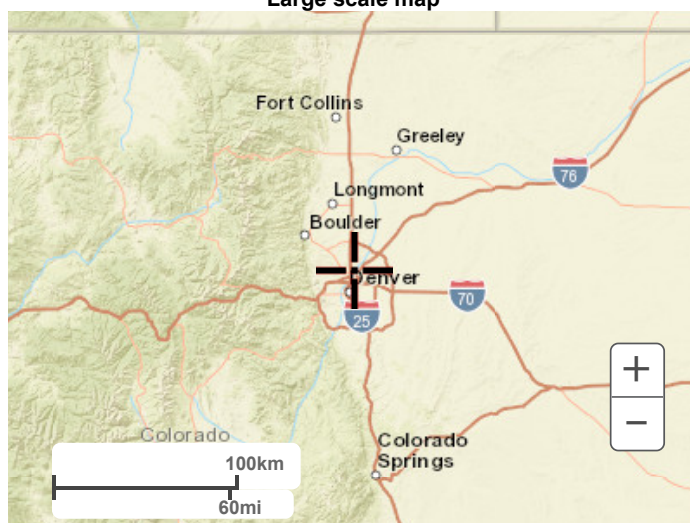 Large scale map
Fort Collins
Greeley
76
Longmont
Boulder
Denver
70
25
+
Colorado
Colorado
Springs
−
100km
60mi